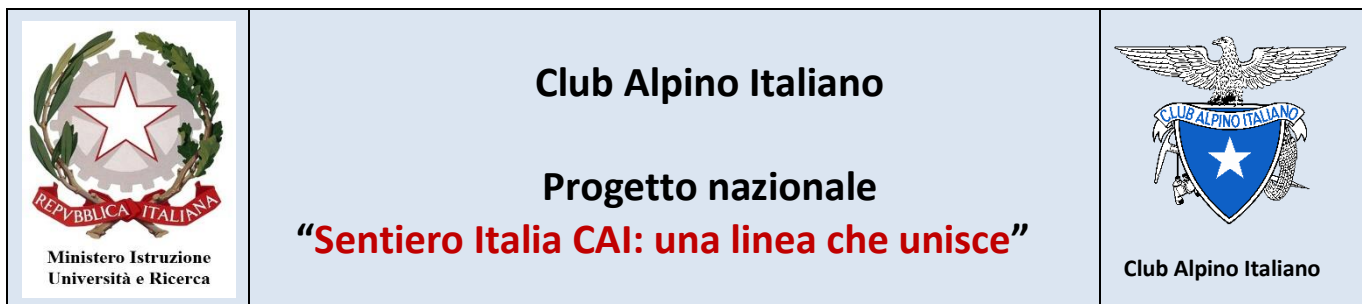 REPVBBLICA ITALIANA
Ministero Istruzione
Università e Ricerca
Club Alpino Italiano
Progetto nazionale
“Sentiero Italia CAI: una linea che unisce”
CLUB ALPINO ITALIANO
Club Alpino Italiano